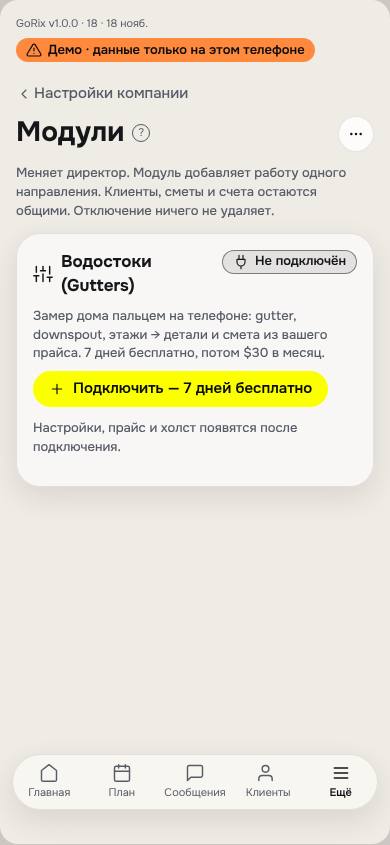 GoRix v1.0.0 · 18 · 18 нояб.
Демо · данные только на этом телефоне
Настройки компании
Модули ?
Меняет директор. Модуль добавляет работу одного
направления. Клиенты, сметы и счета остаются
общими. Отключение ничего не удаляет.
Водостоки
(Gutters)
Не подключён
Замер дома пальцем на телефоне: gutter,
downspout, этажи → детали и смета из вашего
прайса. 7 дней бесплатно, потом $30 в месяц.
+ Подключить — 7 дней бесплатно
Настройки, прайс и холст появятся после
подключения.
Главная План Сообщения Клиенты Ещё